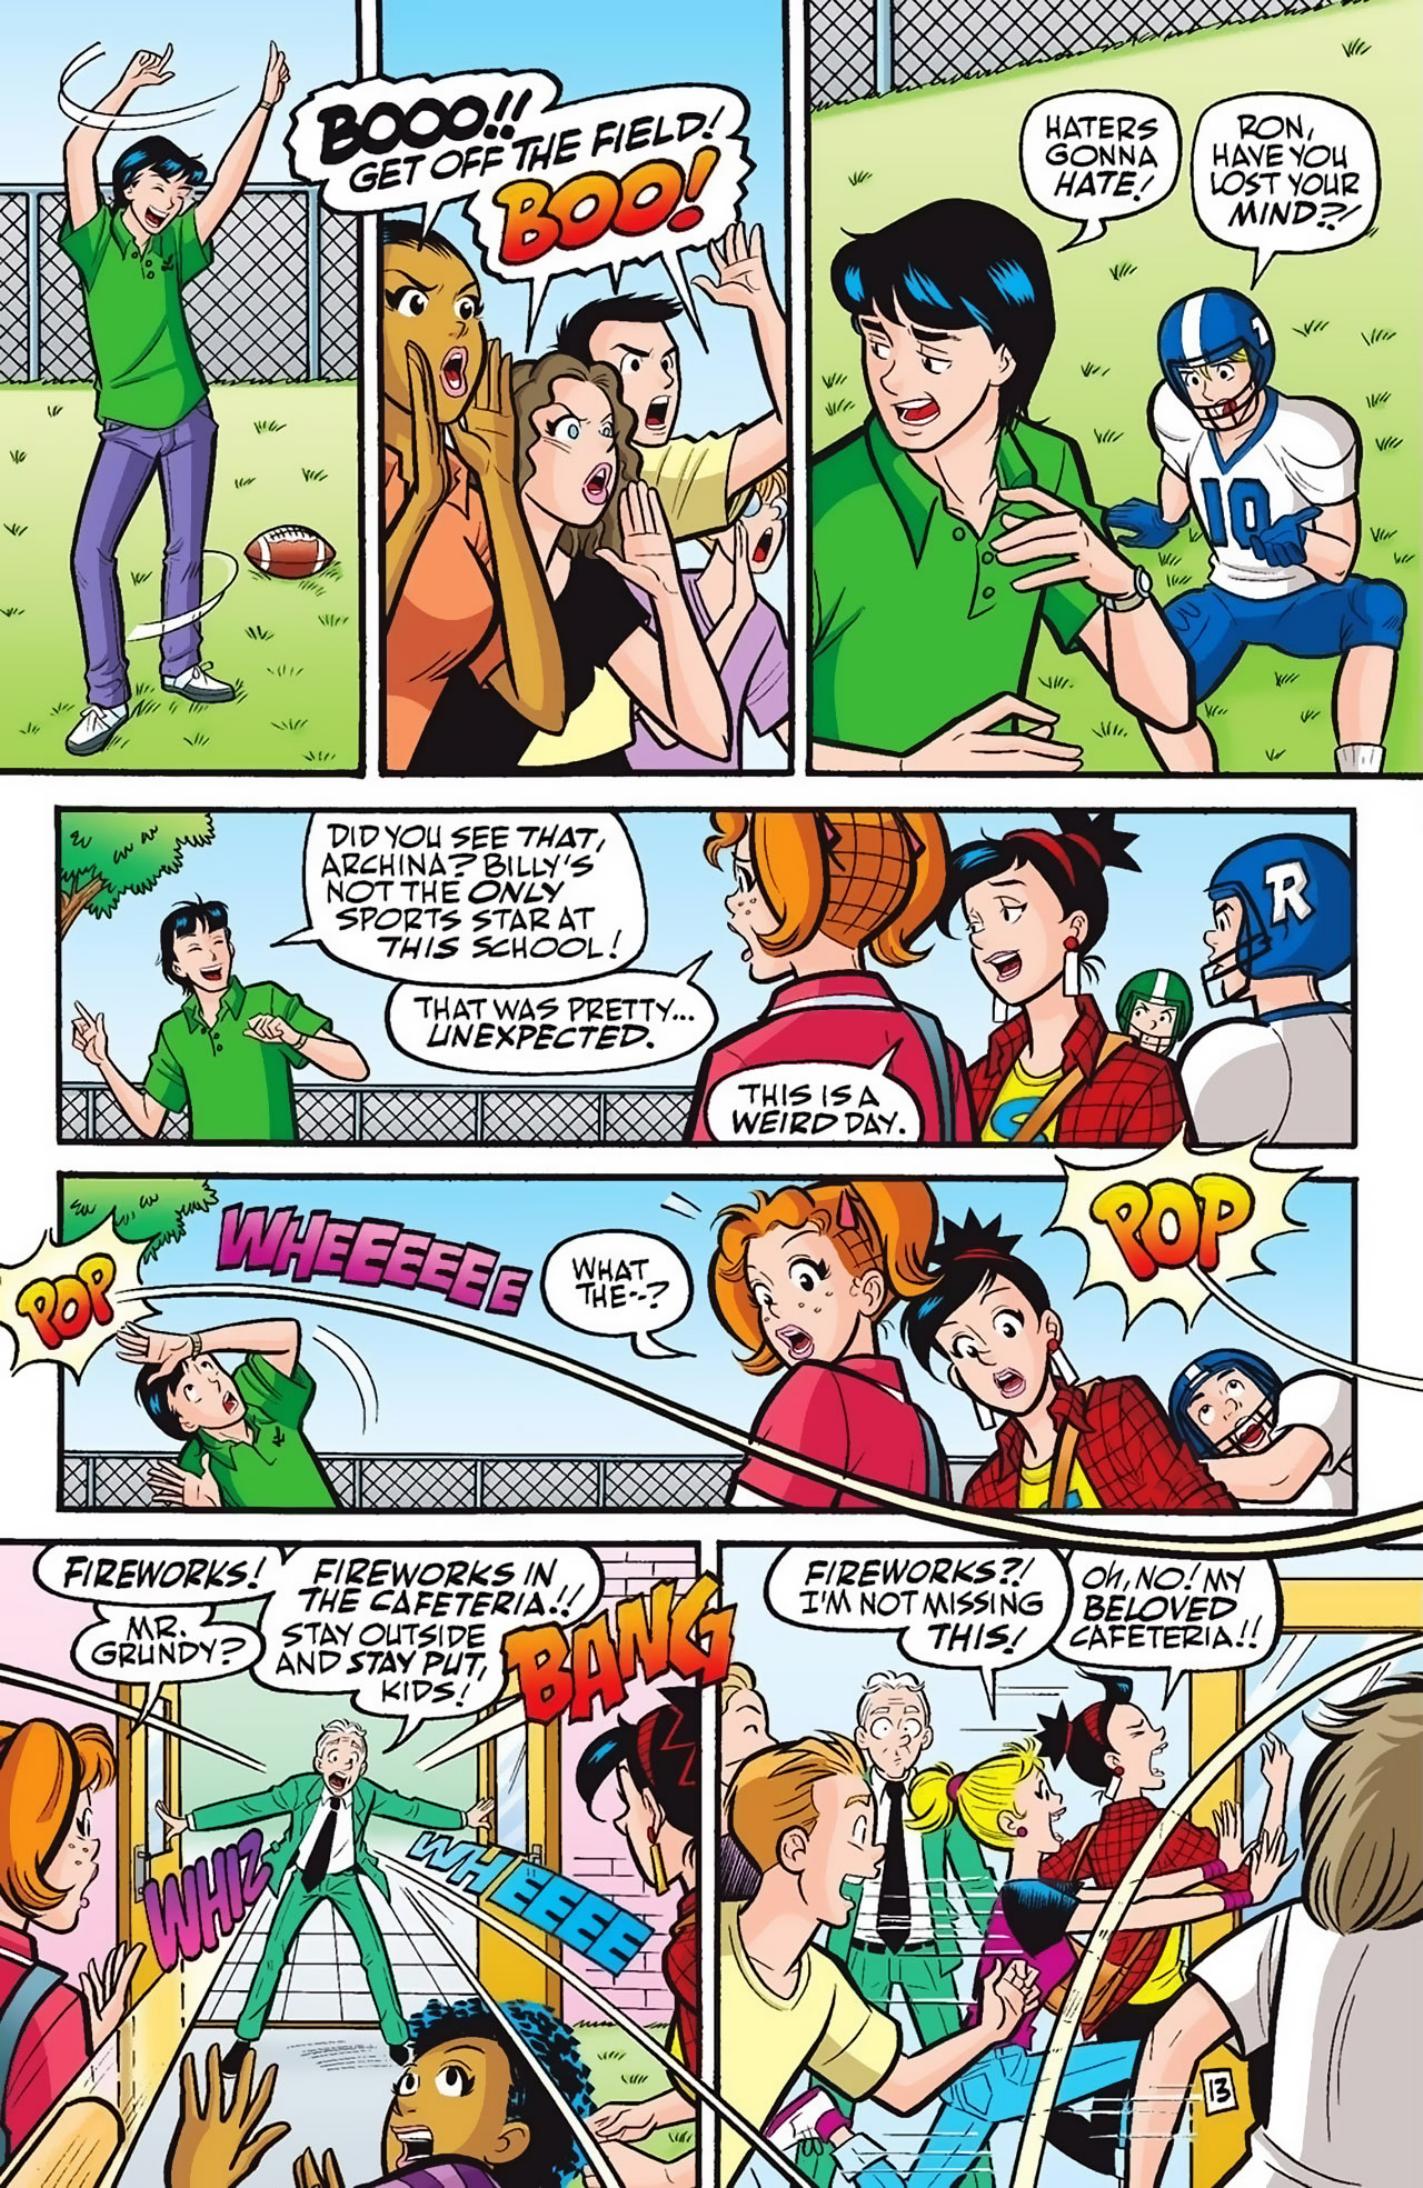 BOOO!!
GET OFF THE FIELD!
BOO!
HATERS
GONNA
HATE!
RON,
HAVE YOU
LOST YOUR
MIND?!
10
1
DID YOU SEE THAT,
ARCHINA? BILLY'S
NOT THE ONLY
SPORTS STAR AT
THIS SCHOOL!
THAT WAS PRETTY...
UNEXPECTED.
THIS IS A
WEIRD DAY.
R
S
POP
WHEEEEEE
WHAT
THE--?
POP
FIREWORKS!
MR.
GRUNDY?
FIREWORKS IN
THE CAFETERIA!!
STAY OUTSIDE
AND STAY PUT,
KIDS!
BANG
WHIZ
WHEEEE
FIREWORKS?!
I'M NOT MISSING
THIS!
OH, NO! MY
BELOVED
CAFETERIA!!
13